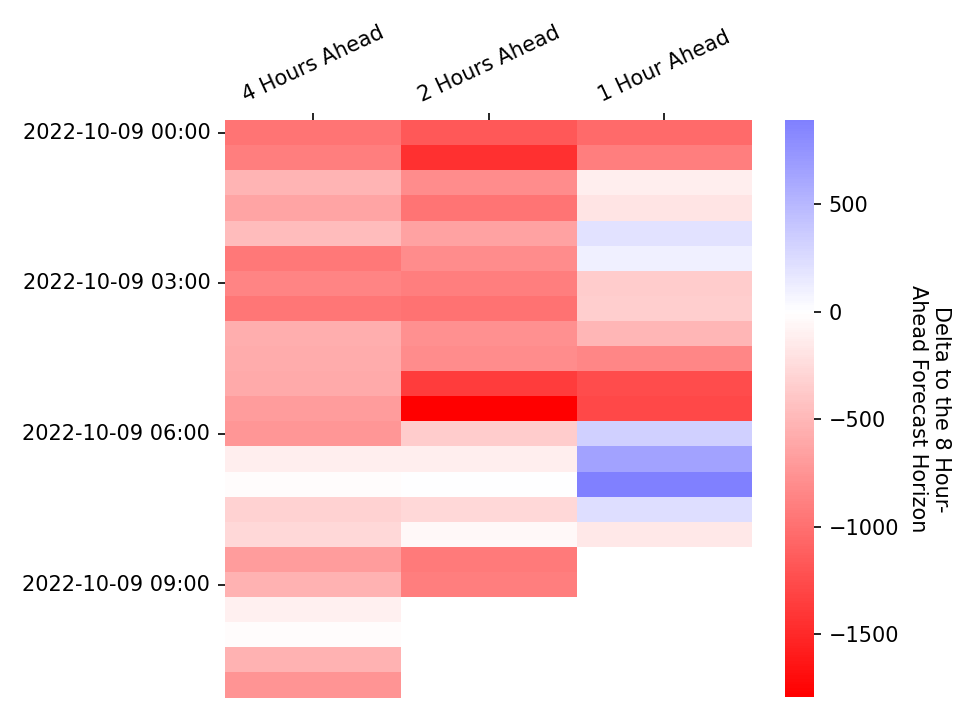 4 Hours Ahead
2 Hours Ahead
1 Hour Ahead
2022-10-09 00:00
2022-10-09 03:00
2022-10-09 06:00
2022-10-09 09:00
500
0
−500
−1000
−1500
Delta to the 8 Hour-
Ahead Forecast Horizon